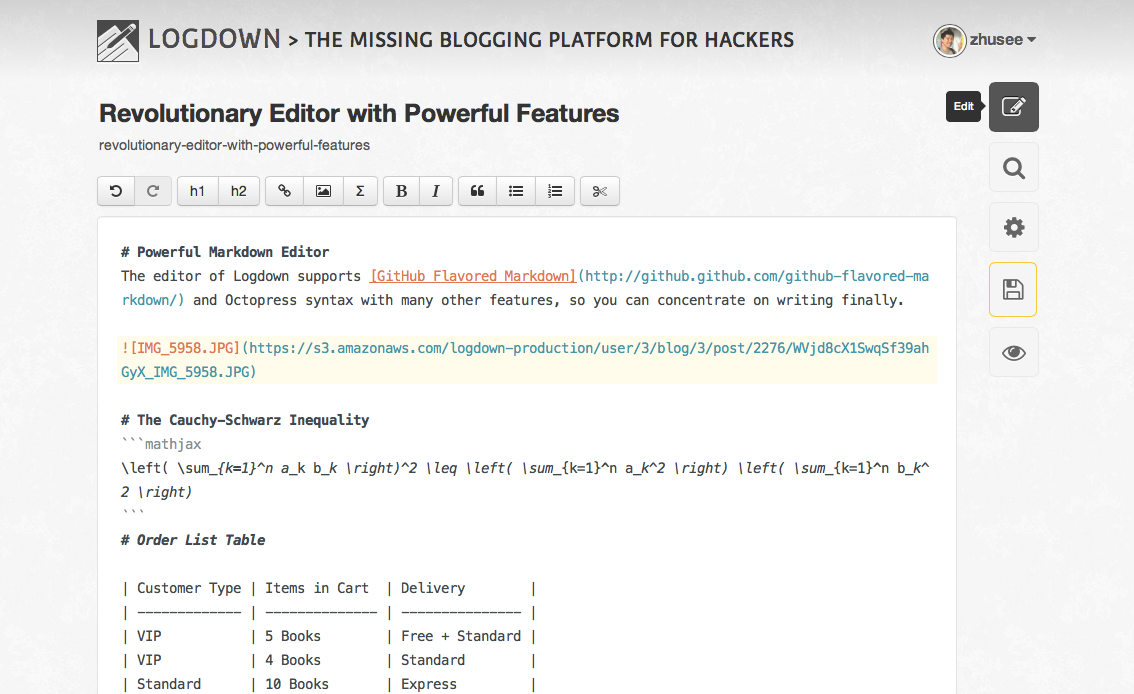 LOGDOWN > THE MISSING BLOGGING PLATFORM FOR HACKERS
zhusee
Revolutionary Editor with Powerful Features
Edit
revolutionary-editor-with-powerful-features
h1 h2 Σ B I
# Powerful Markdown Editor
The editor of Logdown supports [GitHub Flavored Markdown](http://github.github.com/github-flavored-ma
rkdown/) and Octopress syntax with many other features, so you can concentrate on writing finally.
![IMG_5958.JPG](https://s3.amazonaws.com/logdown-production/user/3/blog/3/post/2276/WVjd8cX1SwqSf39ah
GyX_IMG_5958.JPG)
# The Cauchy-Schwarz Inequality
```mathjax
\left( \sum_{k=1}^n a_k b_k \right)^2 \leq \left( \sum_{k=1}^n a_k^2 \right) \left( \sum_{k=1}^n b_k^
2 \right)
```
# Order List Table
| Customer Type | Items in Cart  | Delivery        |
| ------------- | -------------- | --------------- |
| VIP           | 5 Books        | Free + Standard |
| VIP           | 4 Books        | Standard        |
| Standard      | 10 Books       | Express         |